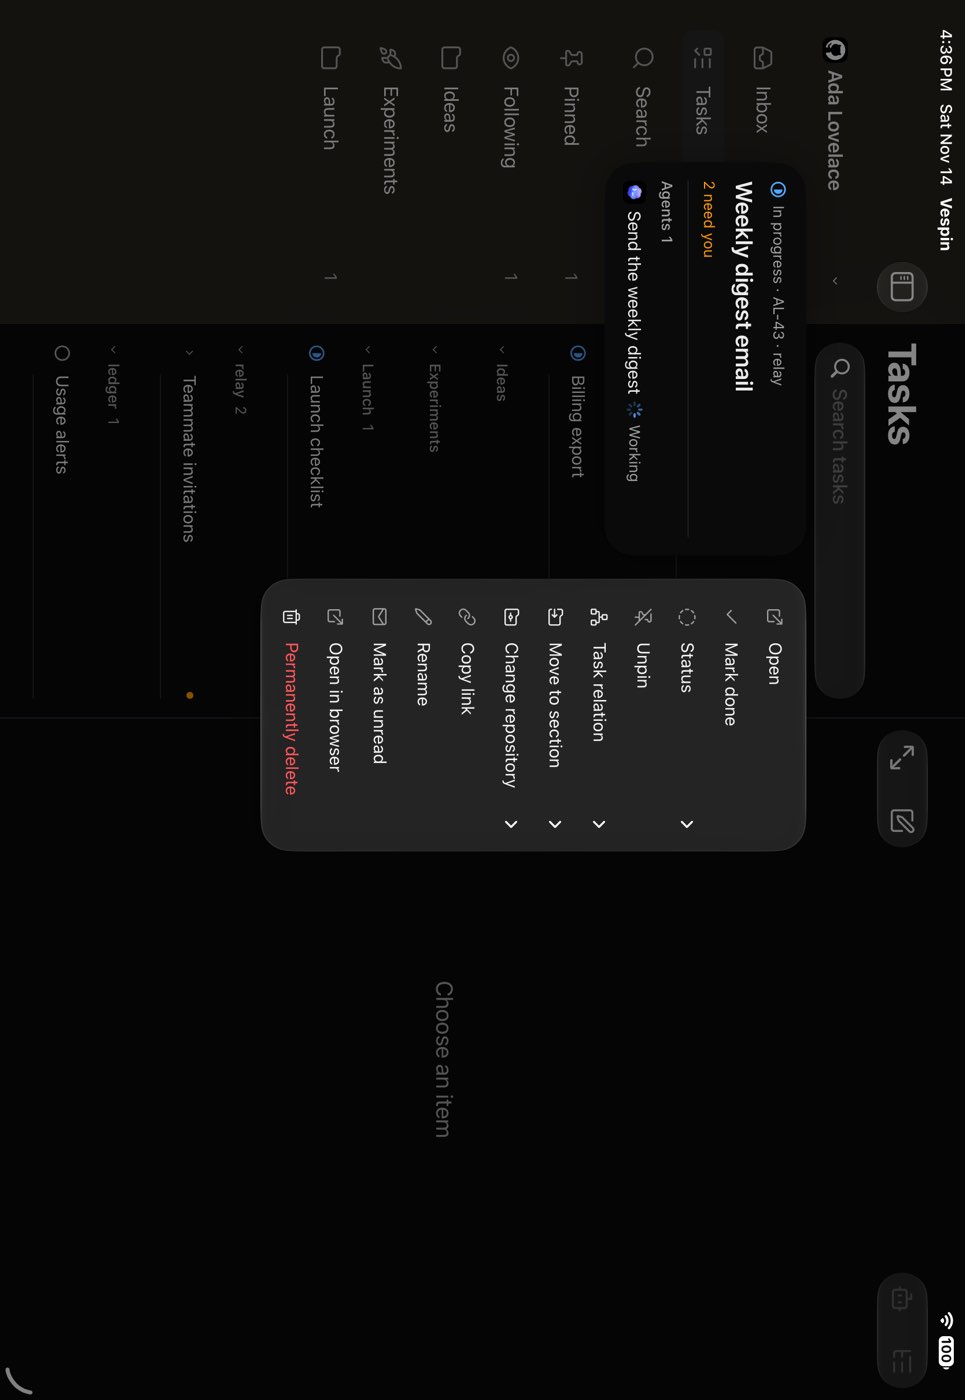 4:36 PM Sat Nov 14 Vespin
100
Ada Lovelace
Inbox
Tasks
Search
Pinned 1
Following 1
Ideas
Experiments
Launch 1
Tasks
Search tasks
In progress · AL-43 · relay
Weekly digest email
2 need you
Agents 1
Send the weekly digest Working
Billing export
Ideas
Experiments
Launch 1
Launch checklist
relay 2
Teammate invitations
ledger 1
Usage alerts
Open
Mark done
Status
Unpin
Task relation
Move to section
Change repository
Copy link
Rename
Mark as unread
Open in browser
Permanently delete
Choose an item